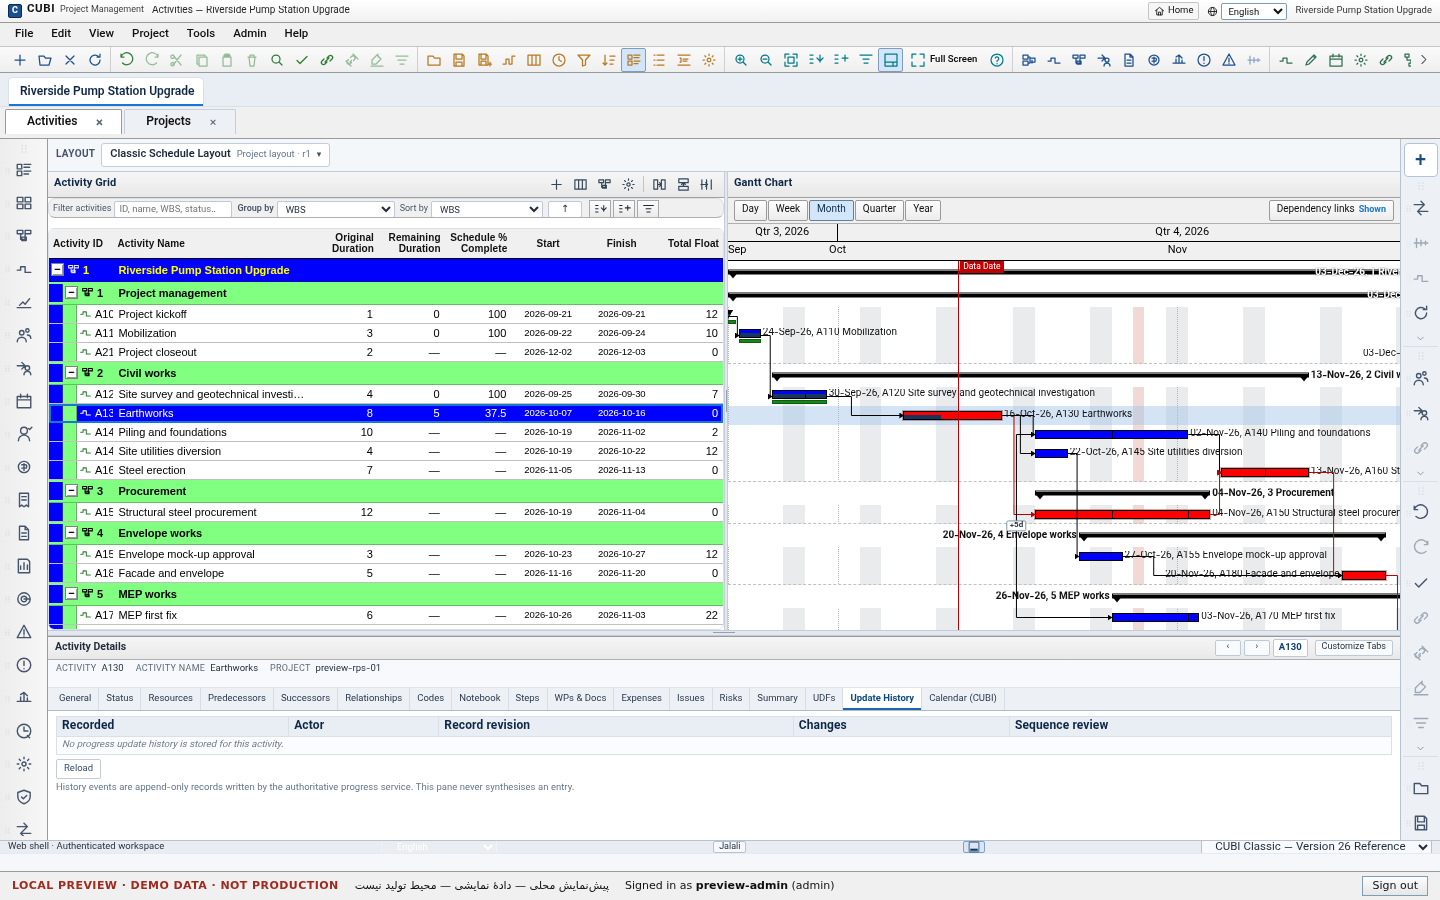 CUBI Project Management Activities — Riverside Pump Station Upgrade Home English Riverside Pump Station Upgrade
File Edit View Project Tools Admin Help
Full Screen
Riverside Pump Station Upgrade
Activities × Projects ×
LAYOUT Classic Schedule Layout Project layout · r1
Activity Grid
Filter activities ID, name, WBS, status.. Group by WBS Sort by WBS
Activity ID Activity Name Original Duration Remaining Duration Schedule % Complete Start Finish Total Float
1 Riverside Pump Station Upgrade
1 Project management
A10 Project kickoff 1 0 100 2026-09-21 2026-09-21 12
A11 Mobilization 3 0 100 2026-09-22 2026-09-24 10
A21 Project closeout 2 — — 2026-12-02 2026-12-03 0
2 Civil works
A12 Site survey and geotechnical investi… 4 0 100 2026-09-25 2026-09-30 7
A13 Earthworks 8 5 37.5 2026-10-07 2026-10-16 0
A14 Piling and foundations 10 — — 2026-10-19 2026-11-02 2
A14 Site utilities diversion 4 — — 2026-10-19 2026-10-22 12
A16 Steel erection 7 — — 2026-11-05 2026-11-13 0
3 Procurement
A15 Structural steel procurement 12 — — 2026-10-19 2026-11-04 0
4 Envelope works
A15 Envelope mock-up approval 3 — — 2026-10-23 2026-10-27 12
A18 Facade and envelope 5 — — 2026-11-16 2026-11-20 0
5 MEP works
A17 MEP first fix 6 — — 2026-10-26 2026-11-03 22
Gantt Chart
Day Week Month Quarter Year Dependency links Shown
Qtr 3, 2026 Qtr 4, 2026
Sep Oct Nov
Data Date 03-Dec-26, 1 River
03-Dec
24-Sep-26, A110 Mobilization
03-Dec-
13-Nov-26, 2 Civil w
30-Sep-26, A120 Site survey and geotechnical investigation
16-Oct-26, A130 Earthworks
02-Nov-26, A140 Piling and foundations
22-Oct-26, A145 Site utilities diversion
13-Nov-26, A160 St
04-Nov-26, 3 Procurement
04-Nov-26, A150 Structural steel procurer
+5d
20-Nov-26, 4 Envelope works
27-Oct-26, A155 Envelope mock-up approval
20-Nov-26, A180 Facade and envelope
26-Nov-26, 5 MEP works
03-Nov-26, A170 MEP first fix
Activity Details A130 Customize Tabs
ACTIVITY A130 ACTIVITY NAME Earthworks PROJECT preview-rps-01
General Status Resources Predecessors Successors Relationships Codes Notebook Steps WPs & Docs Expenses Issues Risks Summary UDFs Update History Calendar (CUBI)
Recorded Actor Record revision Changes Sequence review
No progress update history is stored for this activity.
Reload
History events are append-only records written by the authoritative progress service. This pane never synthesises an entry.
Web shell · Authenticated workspace English Jalali CUBI Classic — Version 26 Reference
LOCAL PREVIEW · DEMO DATA · NOT PRODUCTION پیش‌نمایش محلی — دادهٔ نمایشی — محیط تولید نیست Signed in as preview-admin (admin) Sign out